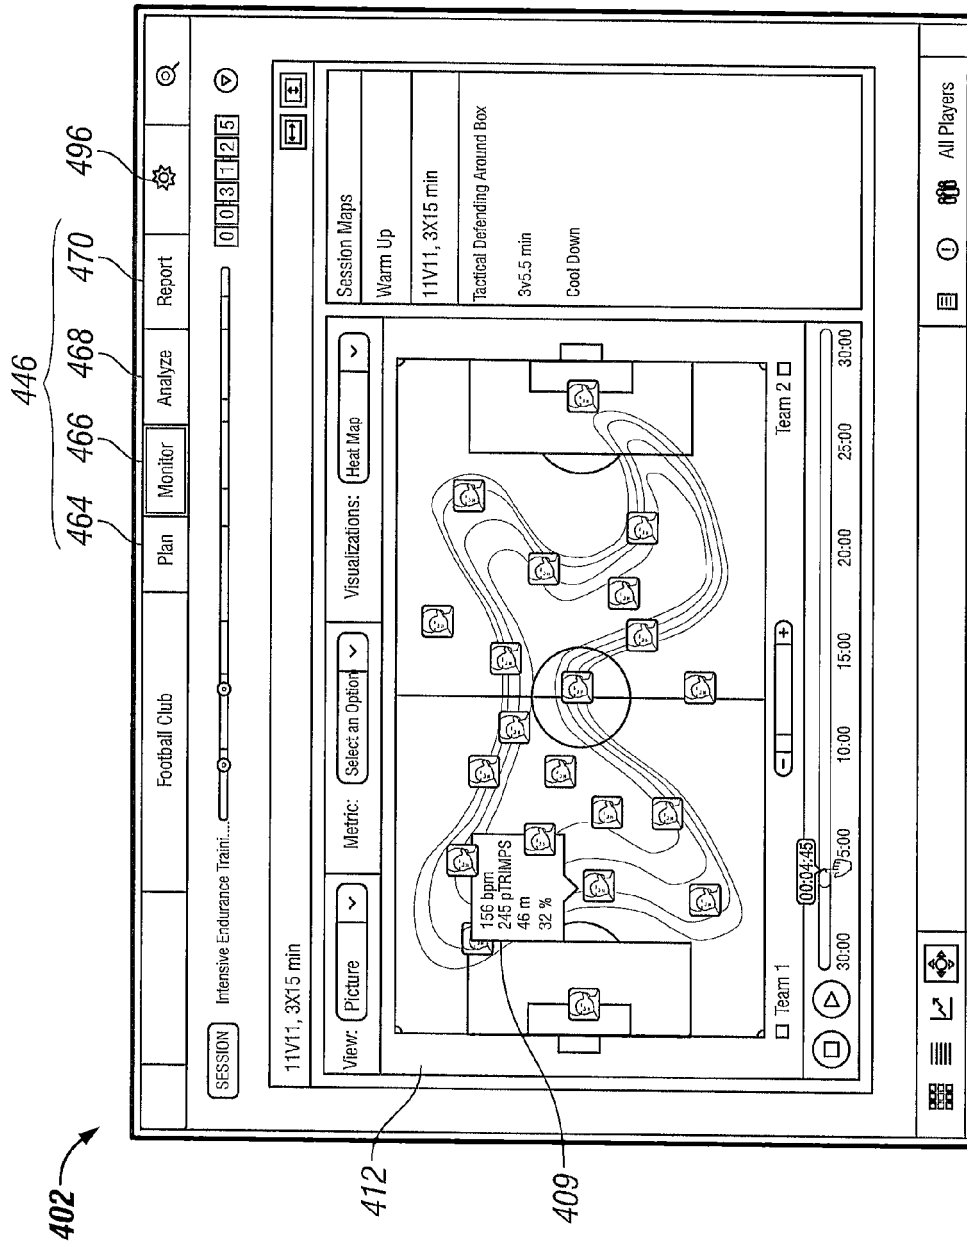 402
446
464 466 468 470 496
Football Club Plan Monitor Analyze Report
SESSION Intensive Endurance Traini... 0 0 3 1 2 5
11V11, 3X15 min
View: Picture Metric: Select an Option Visualizations: Heat Map
156 bpm
245 pTRIMPS
46 m
32 %
Team 1 Team 2
00:04:45
30:00 5:00 10:00 15:00 20:00 25:00 30:00
Session Maps
Warm Up
11V11, 3X15 min
Tactical Defending Around Box
3v5.5 min
Cool Down
All Players
412
409